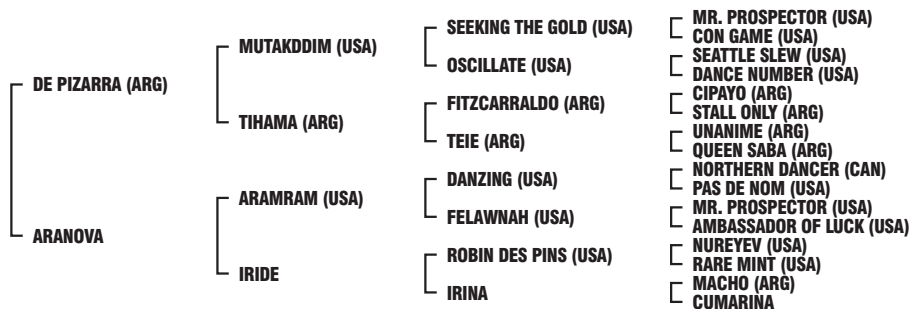 DE PIZARRA (ARG)
ARANOVA
MUTAKDDIM (USA)
TIHAMA (ARG)
ARAMRAM (USA)
IRIDE
SEEKING THE GOLD (USA)
OSCILLATE (USA)
FITZCARRALDO (ARG)
TEIE (ARG)
DANZING (USA)
FELAWNAH (USA)
ROBIN DES PINS (USA)
IRINA
MR. PROSPECTOR (USA)
CON GAME (USA)
SEATTLE SLEW (USA)
DANCE NUMBER (USA)
CIPAYO (ARG)
STALL ONLY (ARG)
UNANIME (ARG)
QUEEN SABA (ARG)
NORTHERN DANCER (CAN)
PAS DE NOM (USA)
MR. PROSPECTOR (USA)
AMBASSADOR OF LUCK (USA)
NUREYEV (USA)
RARE MINT (USA)
MACHO (ARG)
CUMARINA